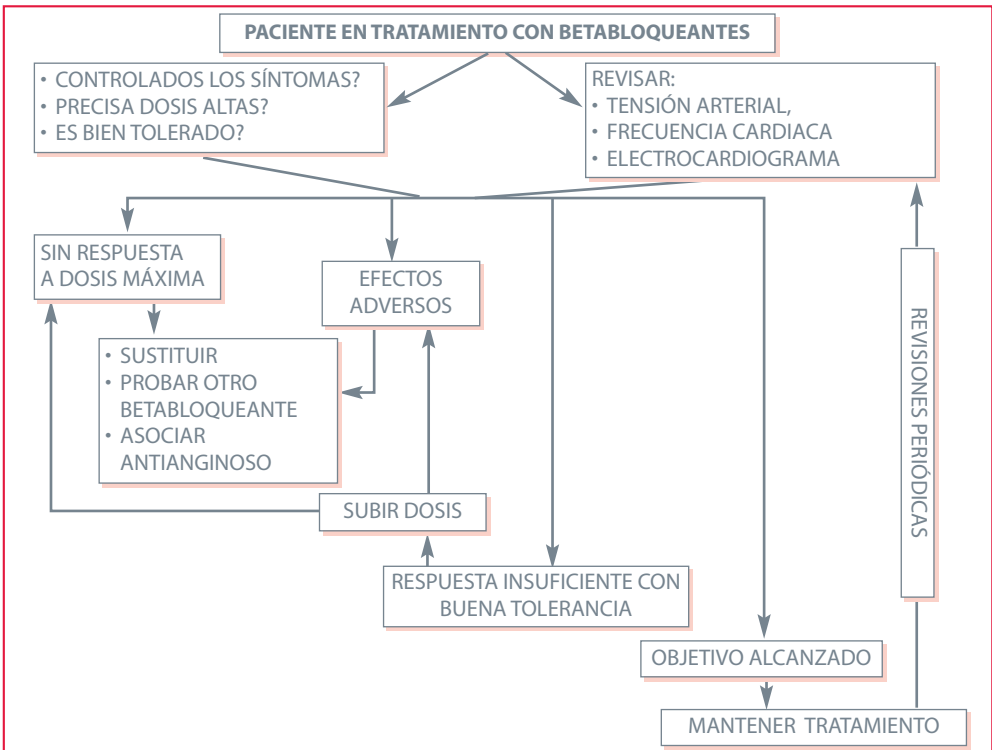 PACIENTE EN TRATAMIENTO CON BETABLOQUEANTES
• CONTROLADOS LOS SÍNTOMAS?
• PRECISA DOSIS ALTAS?
• ES BIEN TOLERADO?
REVISAR:
• TENSIÓN ARTERIAL,
• FRECUENCIA CARDIACA
• ELECTROCARDIOGRAMA
SIN RESPUESTA
A DOSIS MÁXIMA
EFECTOS
ADVERSOS
• SUSTITUIR
• PROBAR OTRO
BETABLOQUEANTE
• ASOCIAR
ANTIANGINOSO
SUBIR DOSIS
RESPUESTA INSUFICIENTE CON
BUENA TOLERANCIA
OBJETIVO ALCANZADO
MANTENER TRATAMIENTO
REVISIONES PERIÓDICAS